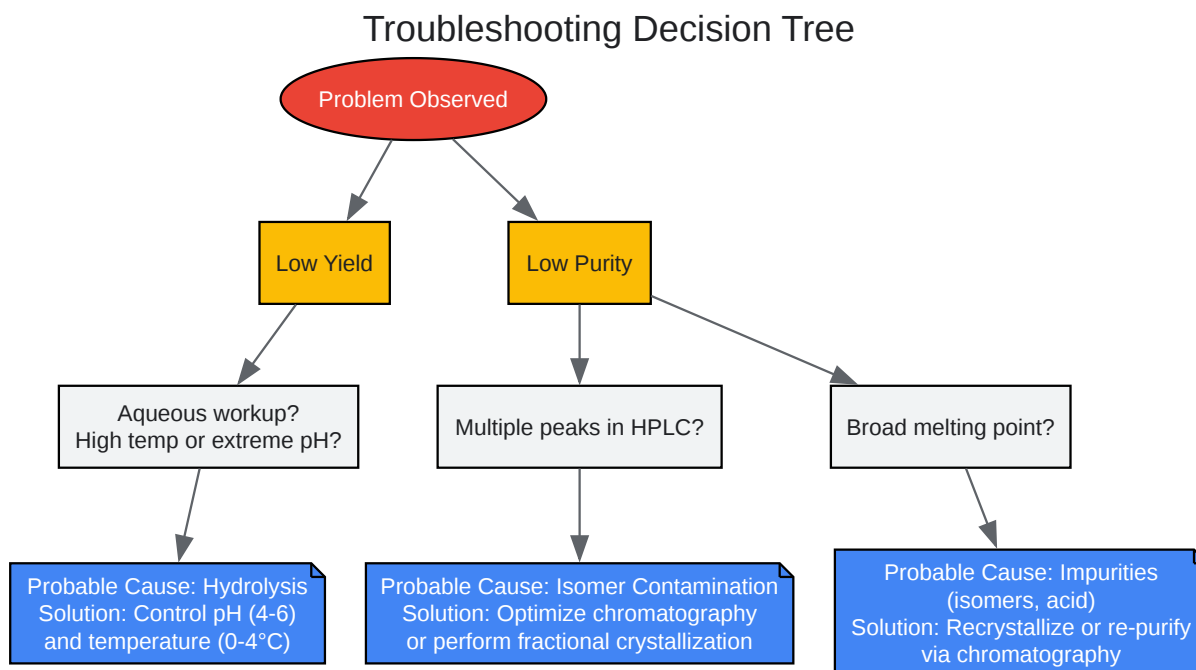 Troubleshooting Decision Tree
Problem Observed
Low Yield
Low Purity
Aqueous workup?
High temp or extreme pH?
Multiple peaks in HPLC?
Broad melting point?
Probable Cause: Hydrolysis
Solution: Control pH (4-6)
and temperature (0-4°C)
Probable Cause: Isomer Contamination
Solution: Optimize chromatography
or perform fractional crystallization
Probable Cause: Impurities
(isomers, acid)
Solution: Recrystallize or re-purify
via chromatography